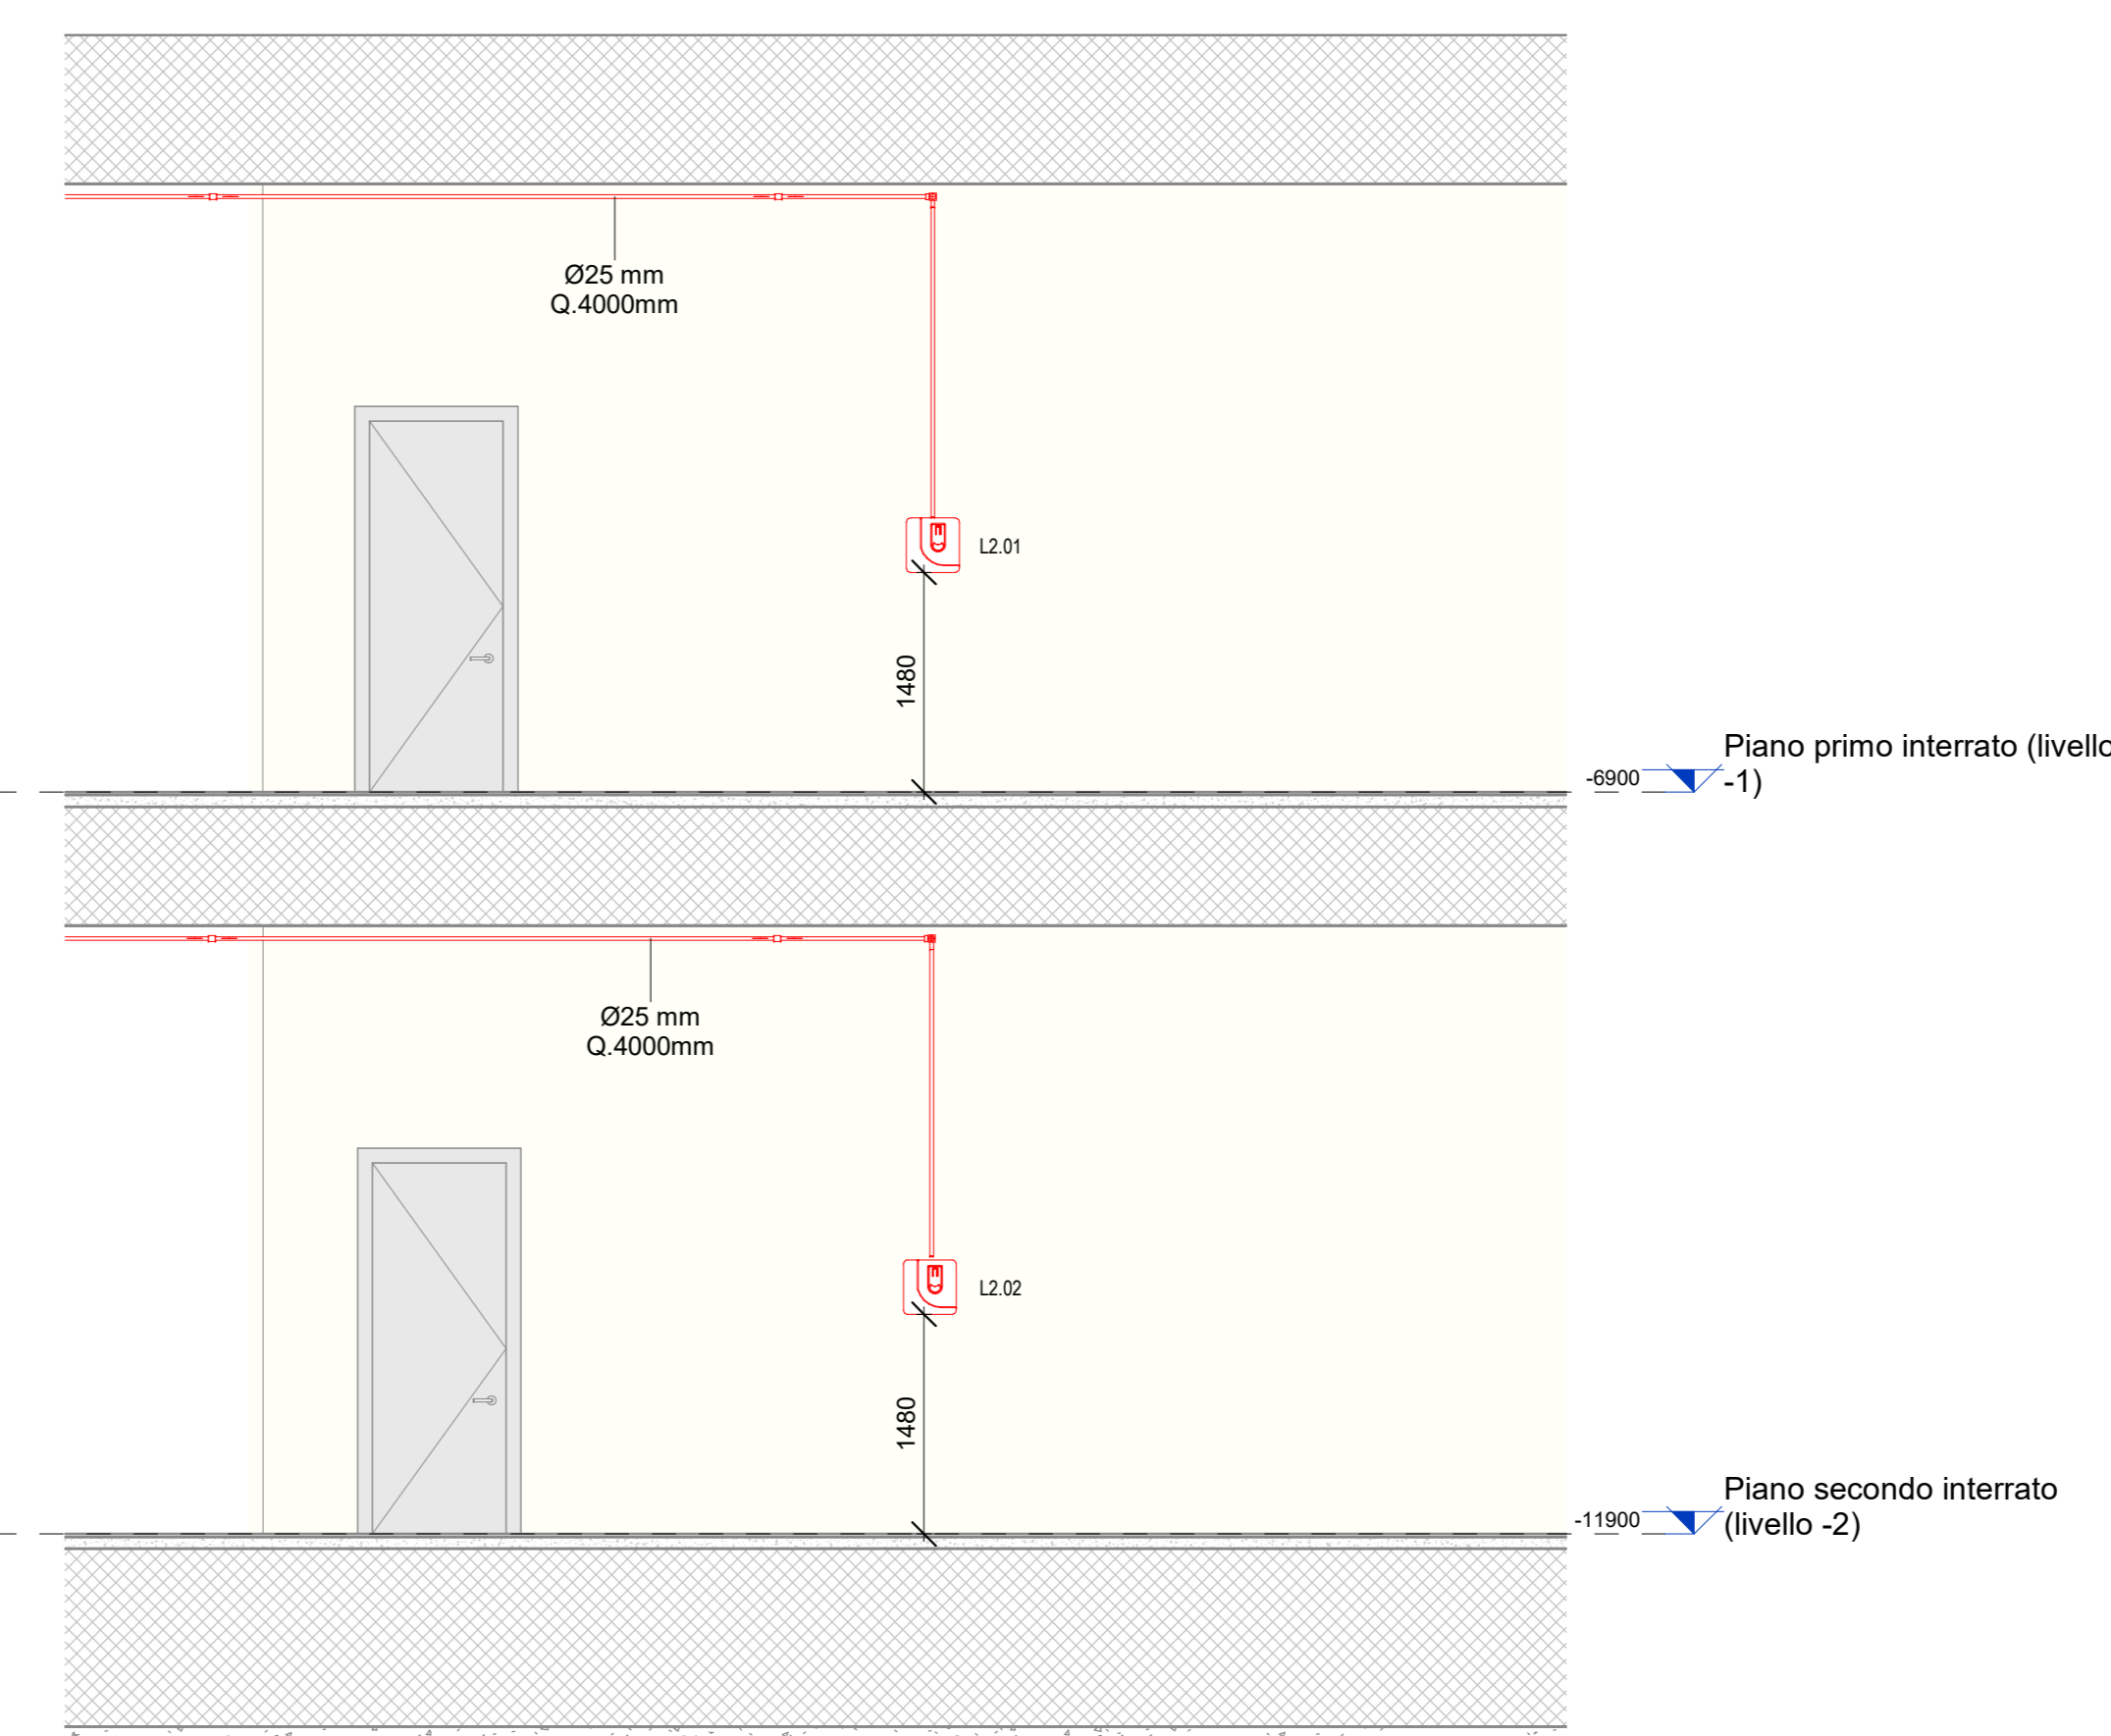 Ø25 mm
Q.4000mm
L2.01
1480
-6900
Piano primo interrato (livello
-1)
Ø25 mm
Q.4000mm
L2.02
1480
-11900
Piano secondo interrato
(livello -2)